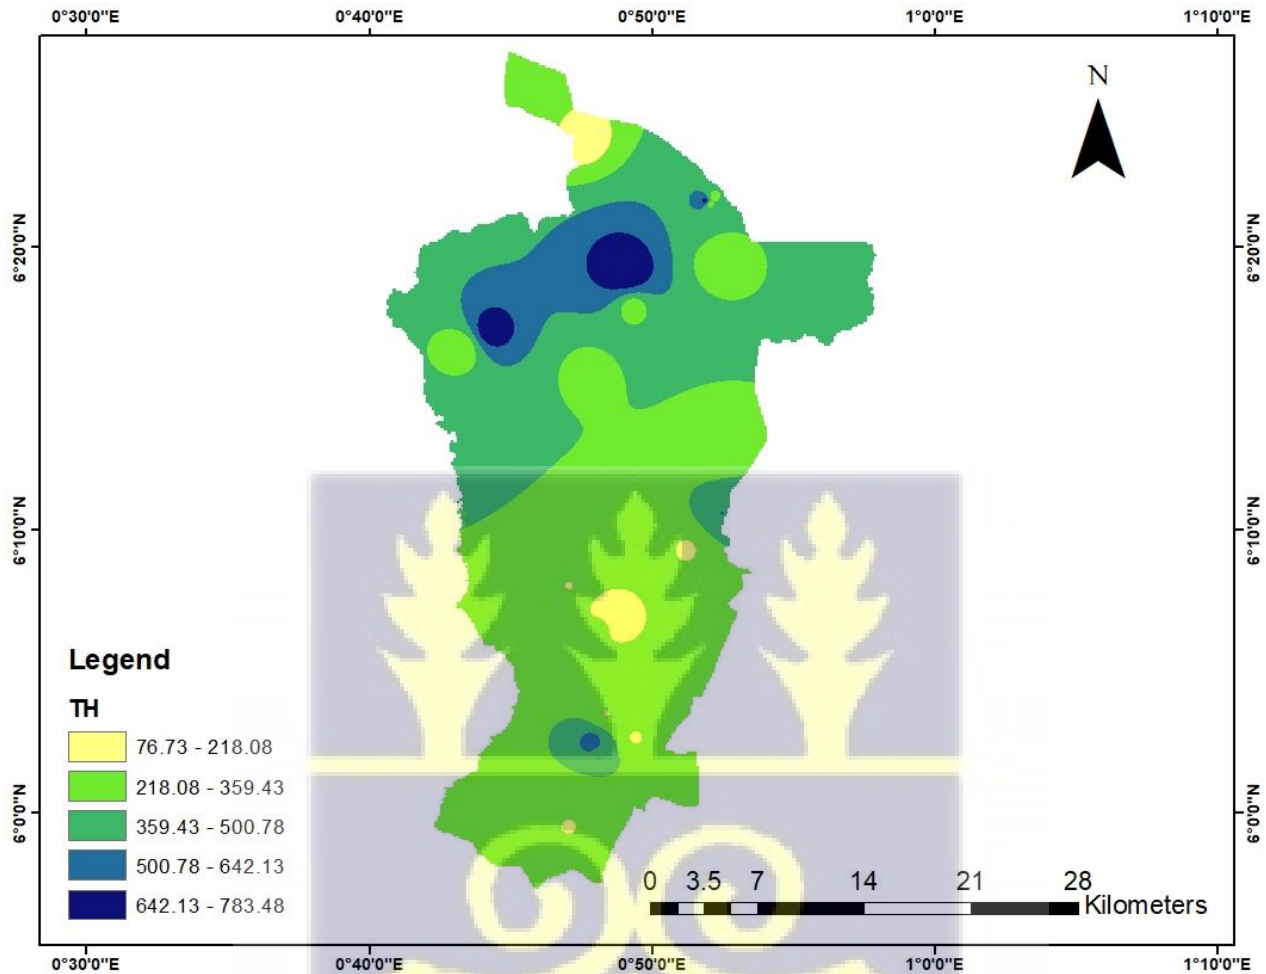 0°30'0"E 0°40'0"E 0°50'0"E 1°0'0"E 1°10'0"E
N
6°20'0"N 6°20'0"N
6°10'0"N 6°10'0"N
6°0'0"N 6°0'0"N
Legend
TH
76.73 - 218.08
218.08 - 359.43
359.43 - 500.78
500.78 - 642.13
642.13 - 783.48
0 3.5 7 14 21 28
Kilometers
0°30'0"E 0°40'0"E 0°50'0"E 1°0'0"E 1°10'0"E